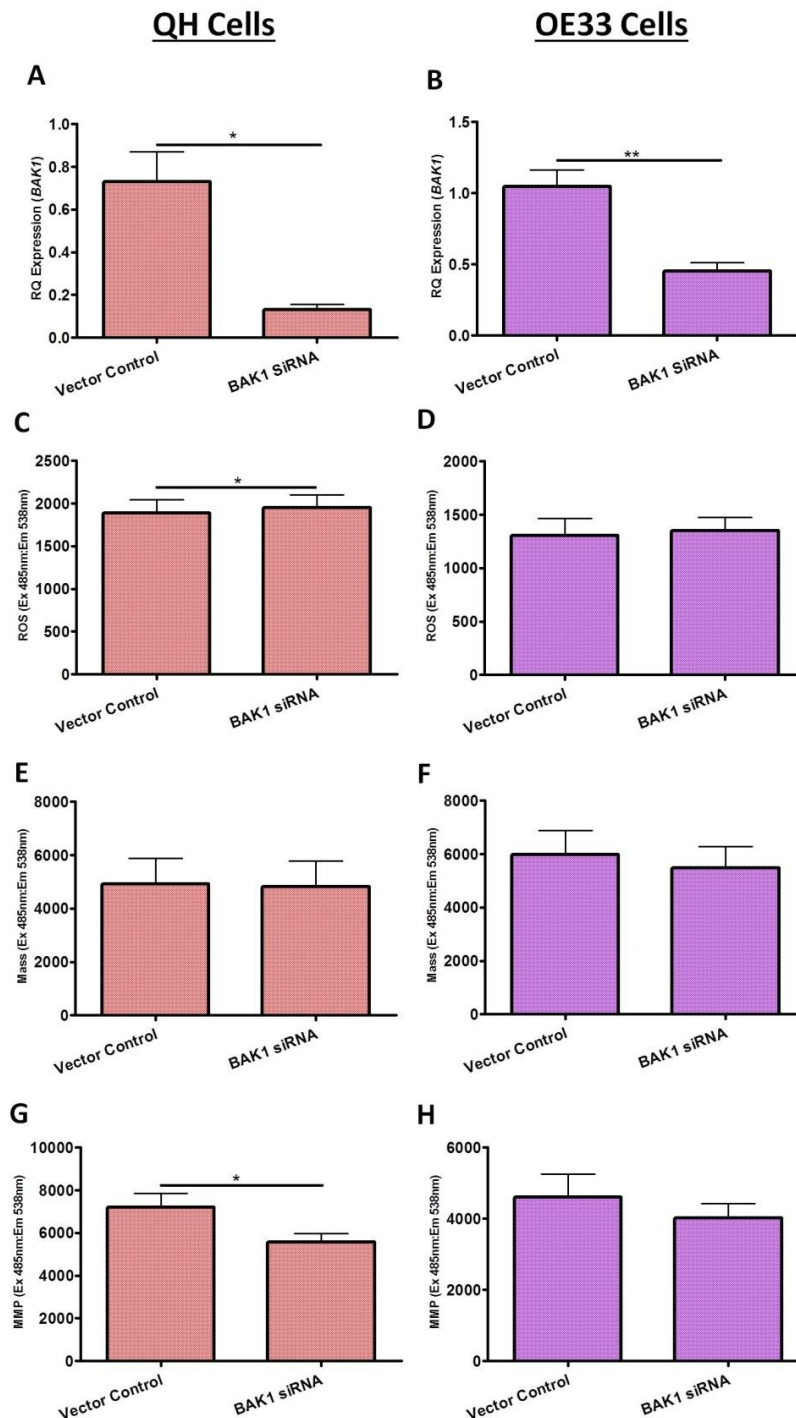 QH Cells
OE33 Cells
A
RQ Expression (BAK1)
1.0
0.8
0.6
0.4
0.2
0.0
*
Vector Control
BAK1 SiRNA
B
RQ Expression (BAK1)
1.5
1.0
0.5
0.0
**
Vector Control
BAK1 SiRNA
C
ROS (Ex 485nm:Em 538nm)
2500
2000
1500
1000
500
0
*
Vector Control
BAK1 siRNA
D
ROS (Ex 485nm:Em 538nm)
2000
1500
1000
500
0
Vector Control
BAK1 siRNA
E
Mass (Ex 485nm:Em 538nm)
8000
6000
4000
2000
0
Vector Control
BAK1 siRNA
F
Mass (Ex 485nm:Em 538nm)
8000
6000
4000
2000
0
Vector Control
BAK1 siRNA
G
MMP (Ex 485nm:Em 538nm)
10000
8000
6000
4000
2000
0
*
Vector Control
BAK1 siRNA
H
MMP (Ex 485nm:Em 538nm)
6000
4000
2000
0
Vector Control
BAK1 siRNA